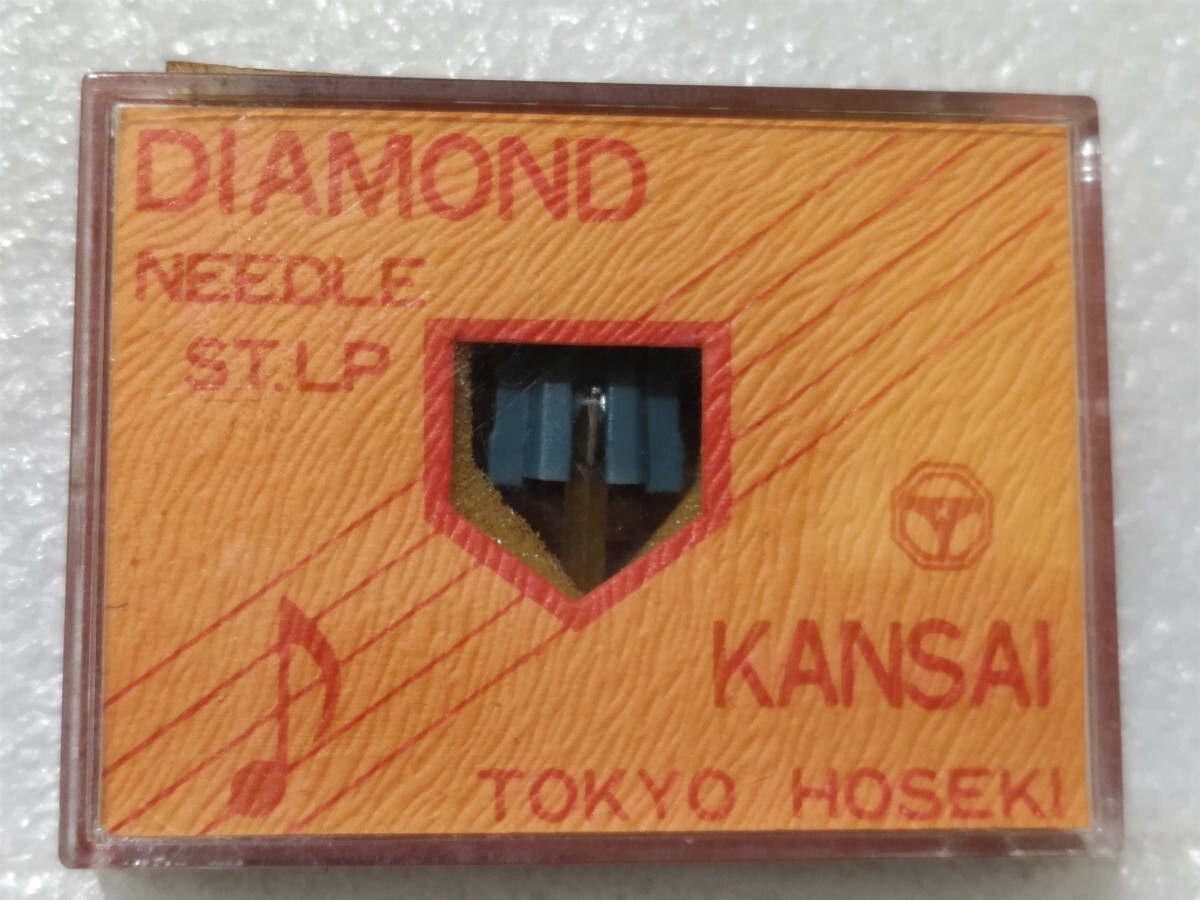 DIAMOND
NEEDLE
ST.LP
KANSAI
TOKYO HOSEKI